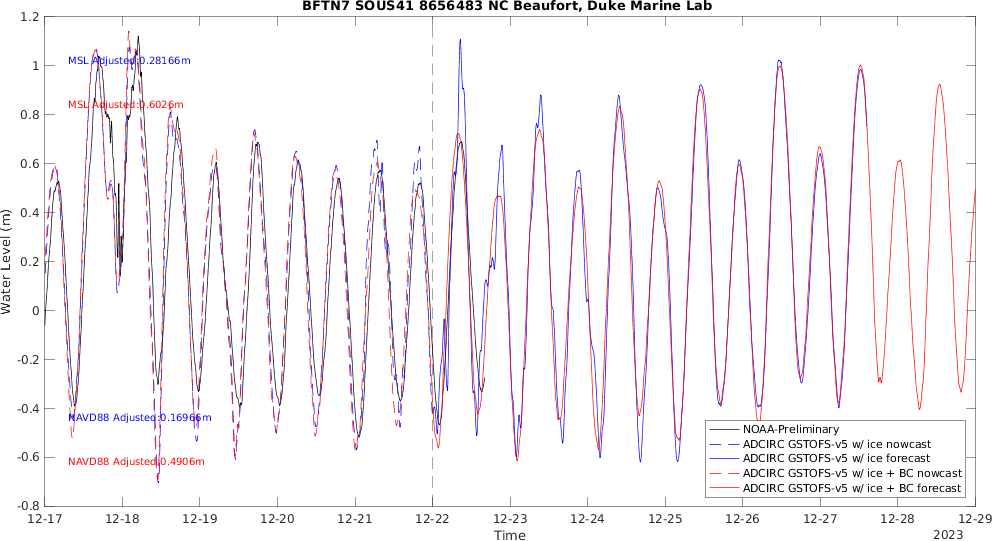 BFTN7 SOUS41 8656483 NC Beaufort, Duke Marine Lab
1.2
1
0.8
0.6
0.4
0.2
0
-0.2
-0.4
-0.6
-0.8
Water Level (m)
MSL Adjusted:0.28166m
MSL Adjusted:0.6026m
NAVD88 Adjusted:0.16966m
NAVD88 Adjusted:0.4906m
NOAA-Preliminary
ADCIRC GSTOFS-v5 w/ ice nowcast
ADCIRC GSTOFS-v5 w/ ice forecast
ADCIRC GSTOFS-v5 w/ ice + BC nowcast
ADCIRC GSTOFS-v5 w/ ice + BC forecast
12-17 12-18 12-19 12-20 12-21 12-22 12-23 12-24 12-25 12-26 12-27 12-28 12-29
Time
2023